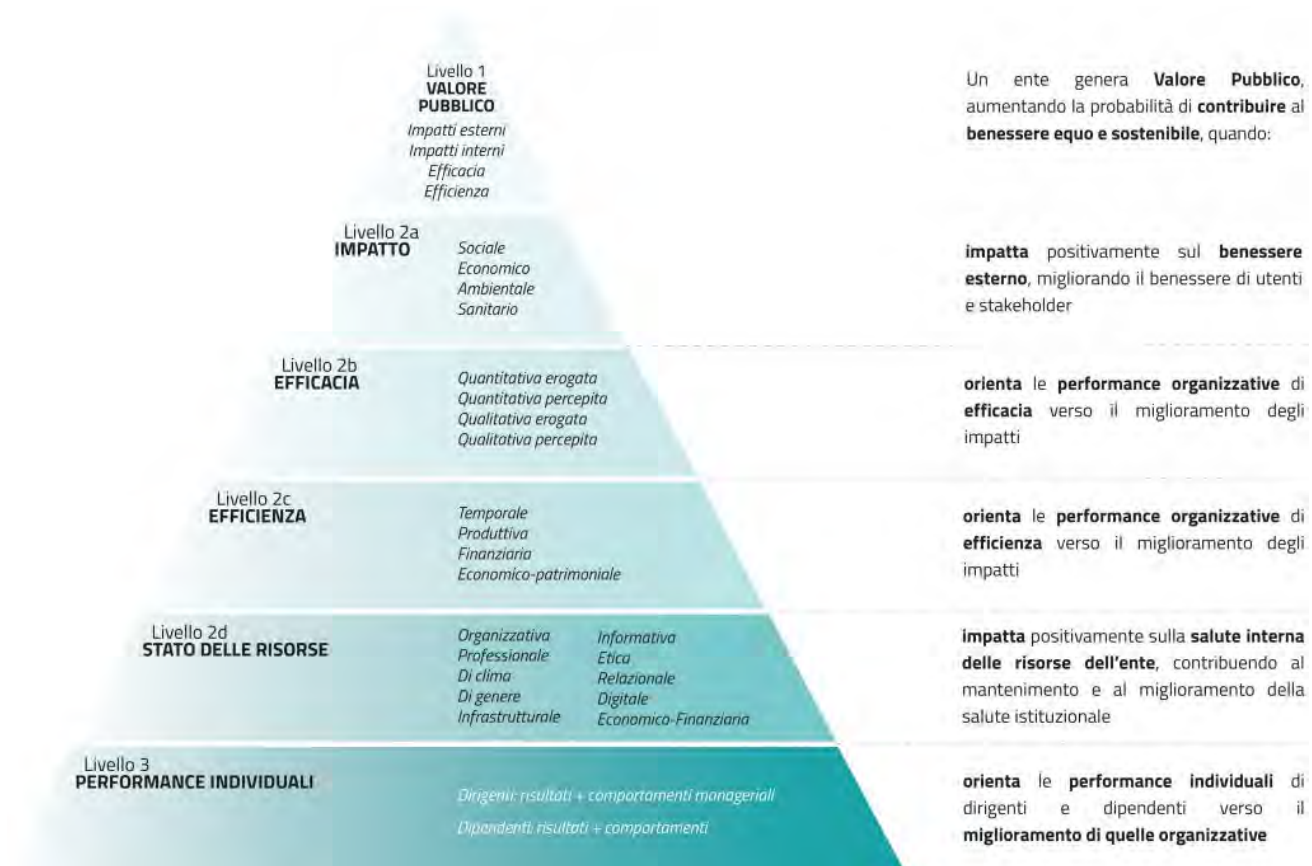 Livello 1
VALORE
PUBBLICO
Impatti esterni
Impatti interni
Efficacia
Efficienza
Un ente genera Valore Pubblico,
aumentando la probabilità di contribuire al
benessere equo e sostenibile, quando:
Livello 2a
IMPATTO
Sociale
Economico
Ambientale
Sanitario
impatta positivamente sul benessere
esterno, migliorando il benessere di utenti
e stakeholder
Livello 2b
EFFICACIA
Quantitativa erogata
Quantitativa percepita
Qualitativa erogata
Qualitativa percepita
orienta le performance organizzative di
efficacia verso il miglioramento degli
impatti
Livello 2c
EFFICIENZA
Temporale
Produttiva
Finanziaria
Economico-patrimoniale
orienta le performance organizzative di
efficienza verso il miglioramento degli
impatti
Livello 2d
STATO DELLE RISORSE
Organizzativa
Professionale
Di clima
Di genere
Infrastrutturale
Informativa
Etica
Relazionale
Digitale
Economico-Finanziaria
impatta positivamente sulla salute interna
delle risorse dell'ente, contribuendo al
mantenimento e al miglioramento della
salute istituzionale
Livello 3
PERFORMANCE INDIVIDUALI
Dirigenti: risultati + comportamenti manageriali
Dipendenti: risultati + comportamenti
orienta le performance individuali di
dirigenti e dipendenti verso il
miglioramento di quelle organizzative